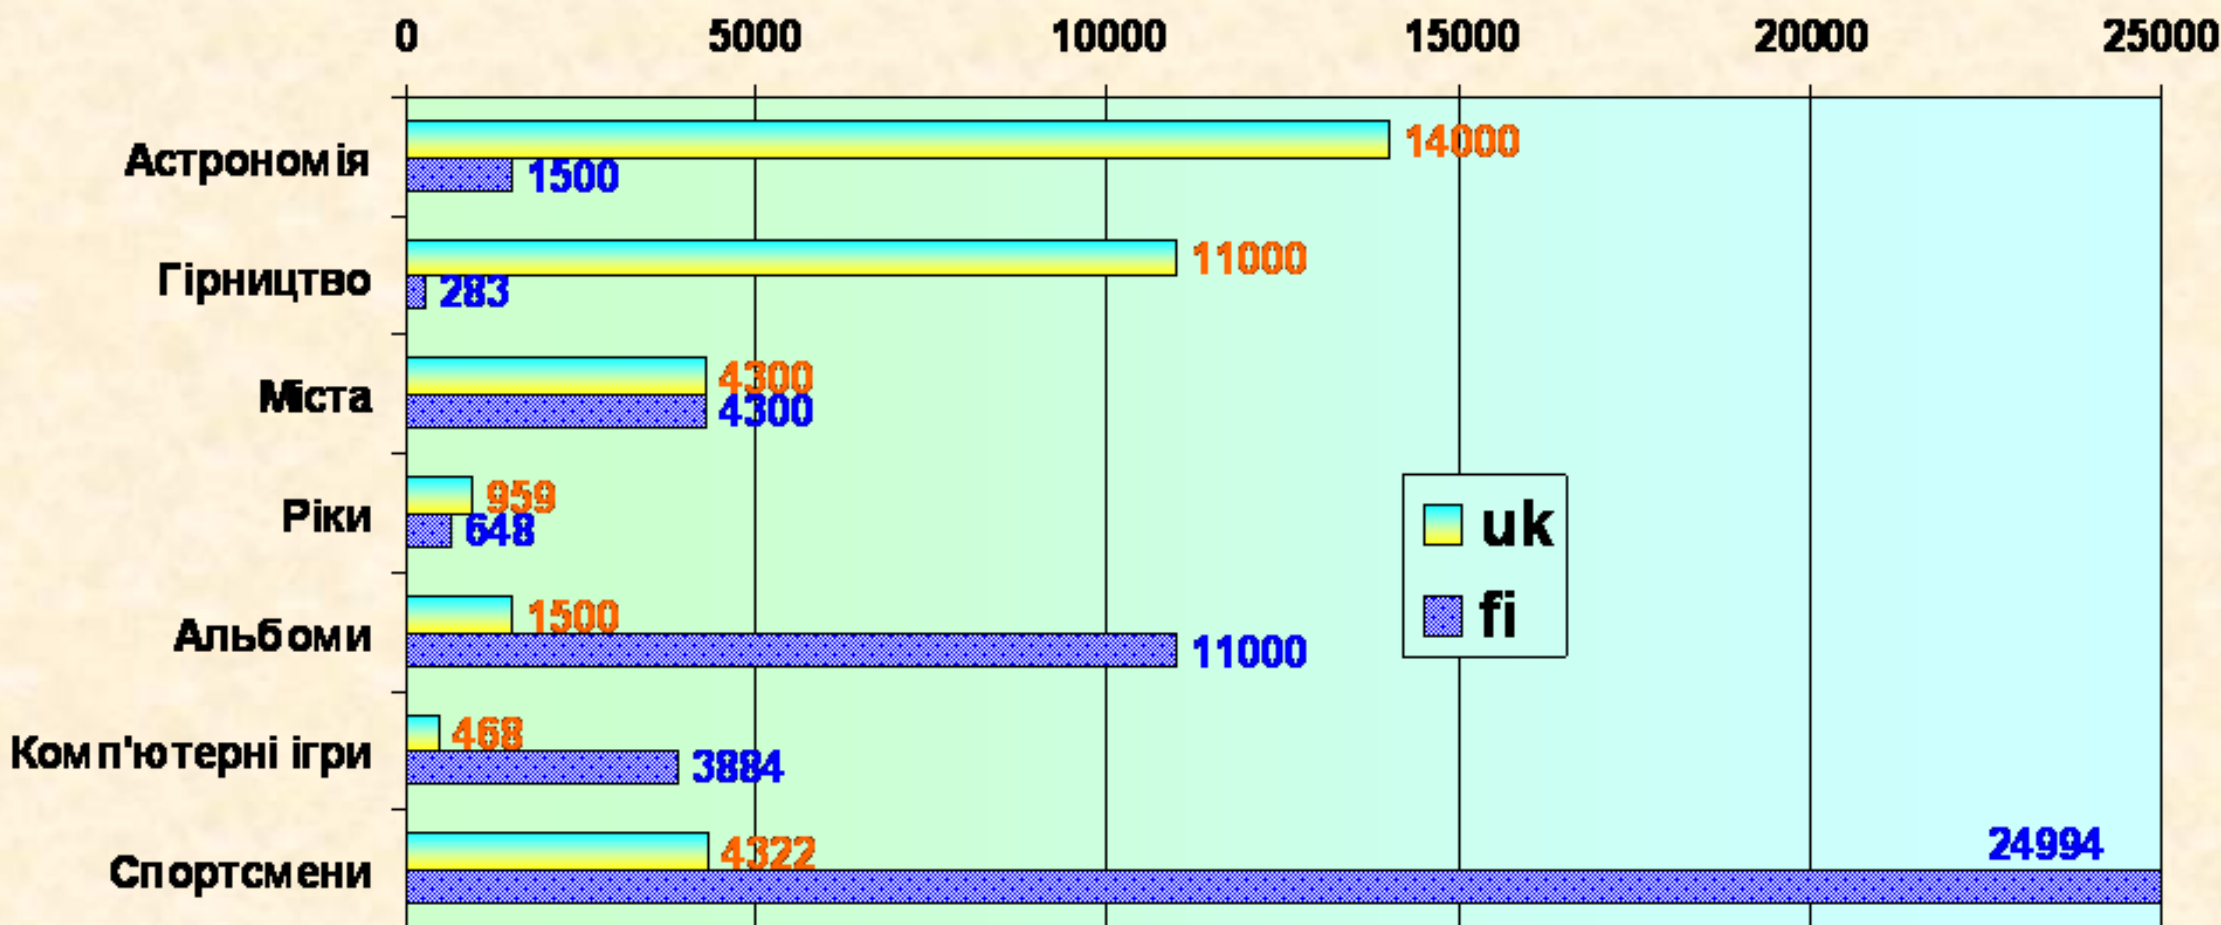 0 5000 10000 15000 20000 25000
Астрономія 14000
1500
Гірництво 11000
283
Міста 4300
4300
Ріки 959
648
uk
fi
Альбоми 1500
11000
Комп'ютерні ігри 468
3884
Спортсмени 4322
24994